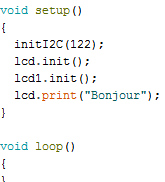 void setup()
{
  initI2C(122);
  lcd.init();
  lcd1.init();
  lcd.print("Bonjour");
}

void loop()
{
}